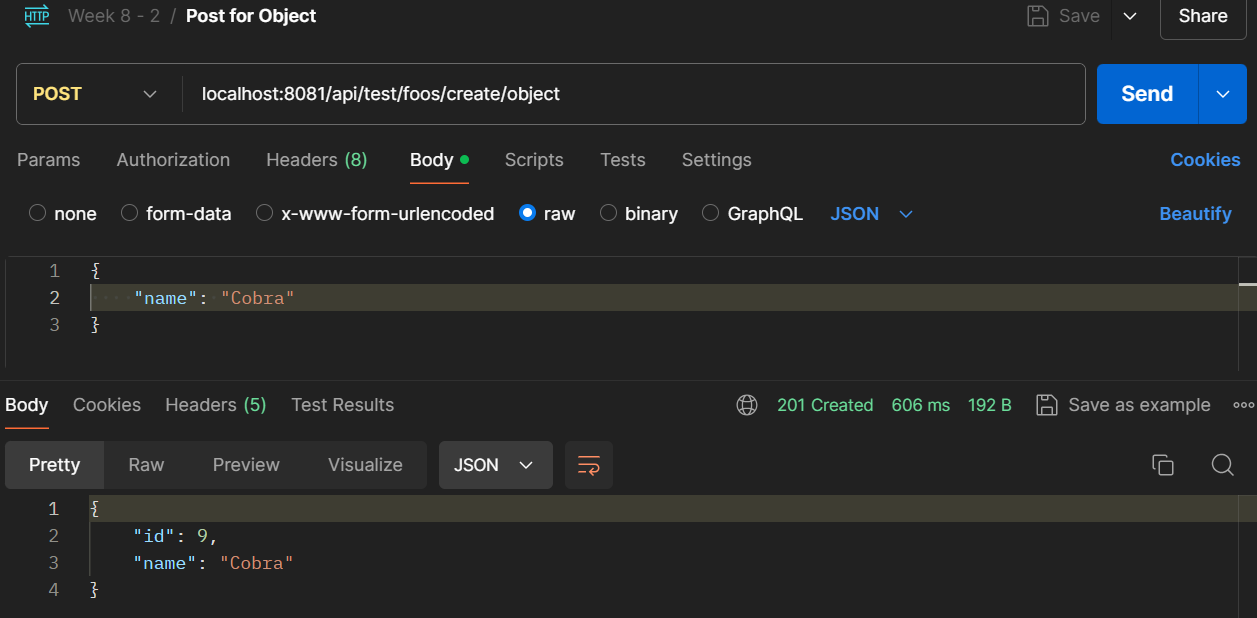 HTTP Week 8 - 2 / Post for Object Save Share
POST localhost:8081/api/test/foos/create/object Send
Params Authorization Headers (8) Body Scripts Tests Settings Cookies
none form-data x-www-form-urlencoded raw binary GraphQL JSON Beautify
1 {
2 "name": "Cobra"
3 }
Body Cookies Headers (5) Test Results 201 Created 606 ms 192 B Save as example
Pretty Raw Preview Visualize JSON
1 {
2 "id": 9,
3 "name": "Cobra"
4 }